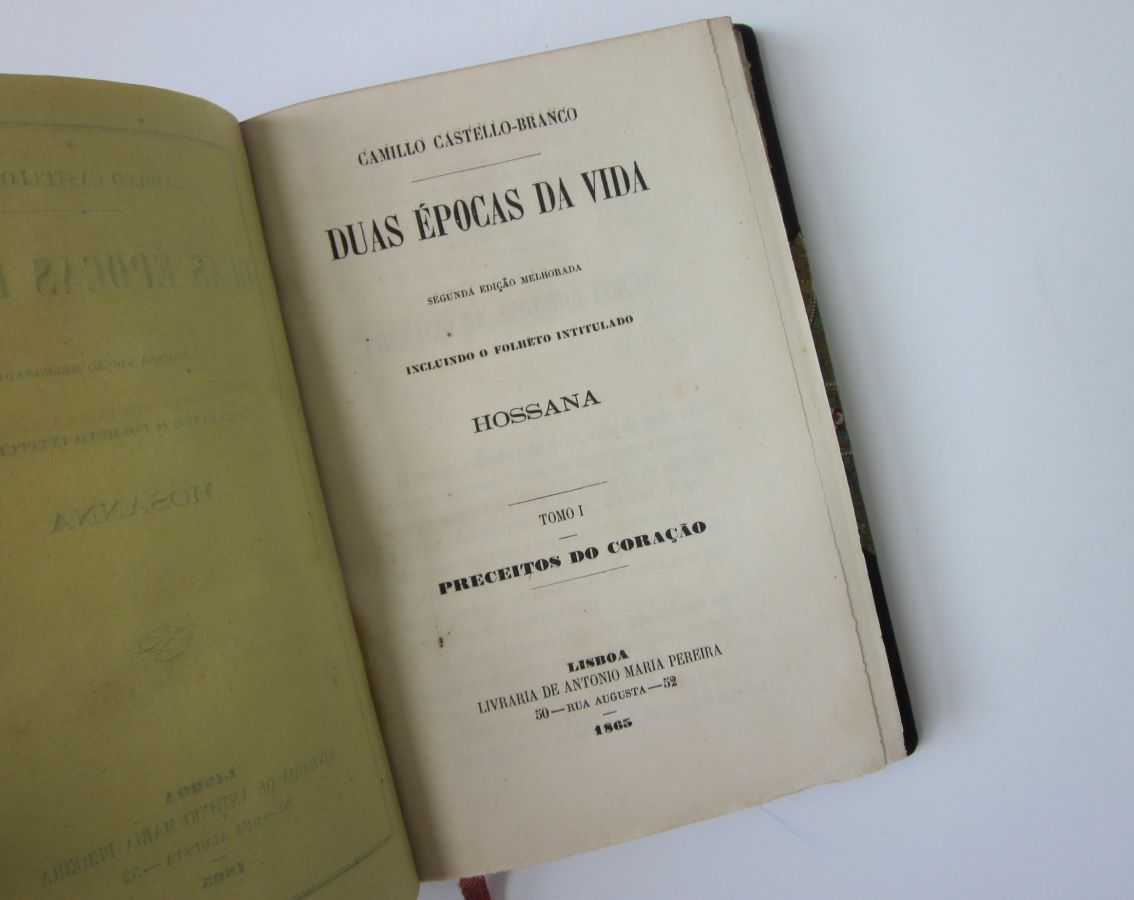 CAMILLO CASTELLO-BRANCO
DUAS ÉPOCAS DA VIDA
SEGUNDA EDIÇÃO MELHORADA
INCLUINDO O FOLHETO INTITULADO
HOSSANA
TOMO I
PRECEITOS DO CORAÇÃO
LISBOA
LIVRARIA DE ANTONIO MARIA PEREIRA
50—RUA AUGUSTA—52
1865